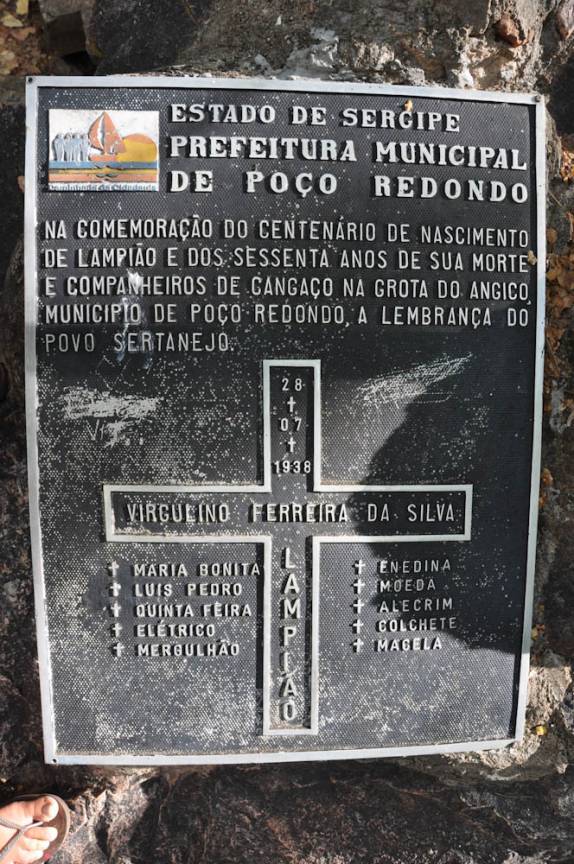 ESTADO DE SERGIPE
PREFEITURA MUNICIPAL
DE POÇO REDONDO
NA COMEMORAÇÃO DO CENTENÁRIO DE NASCIMENTO
DE LAMPIÃO E DOS SESSENTA ANOS DE SUA MORTE
E COMPANHEIROS DE CANGAÇO NA GROTA DO ANGICO
MUNICIPIO DE POÇO REDONDO, A LEMBRANÇA DO
POVO SERTANEJO.
28
07
1938
VIRGULINO FERREIRA DA SILVA
LAMPIÃO
MARIA BONITA
LUIS PEDRO
QUINTA FEIRA
ELÉTRICO
MERGULHÃO
ENEDINA
MOEDA
ALECRIM
COLCHETE
MACELA